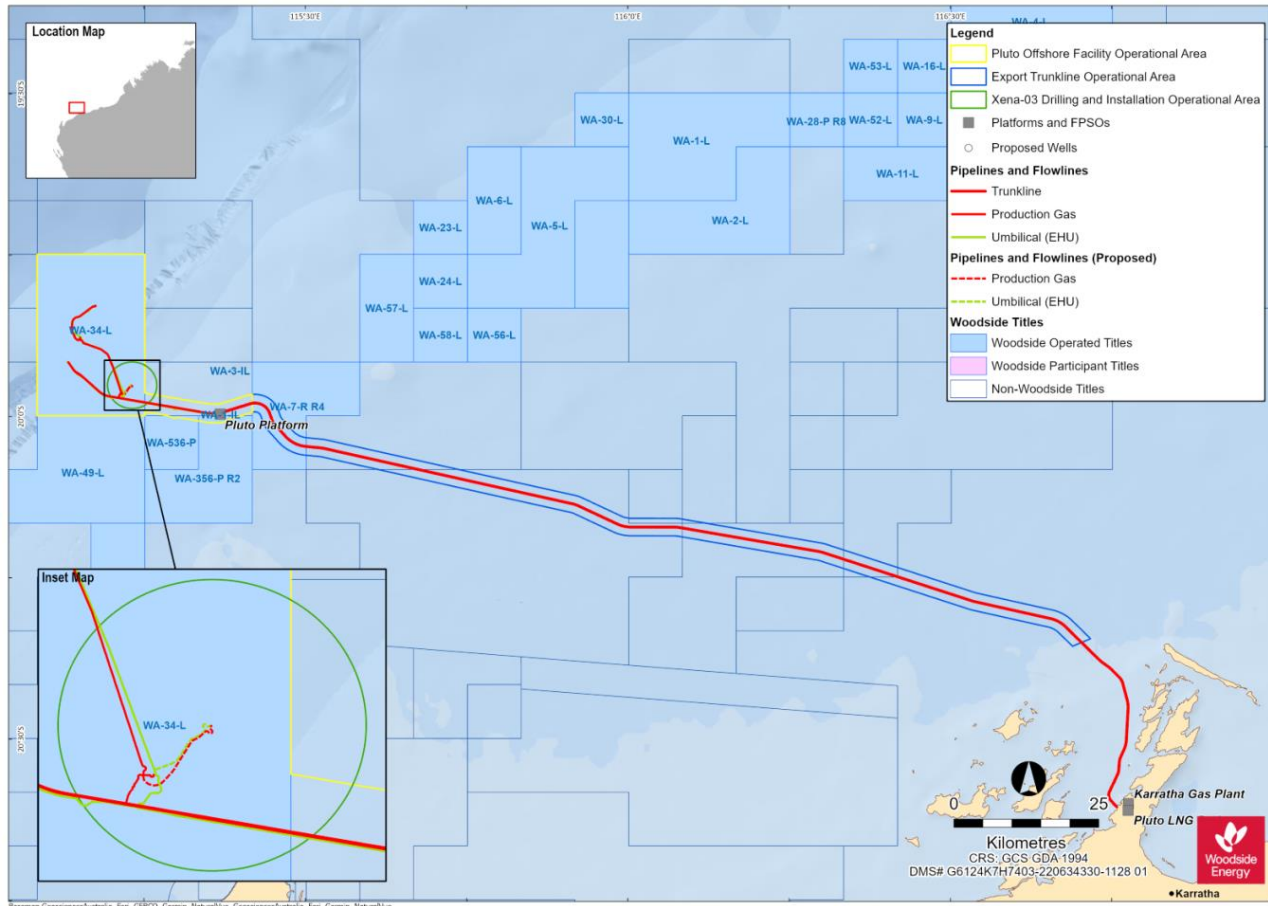 115°30'E
116°0'E
116°30'E
19°30'S
20°0'S
20°30'S
Location Map
WA-4-L
WA-53-L
WA-16-L
WA-30-L
WA-1-L
WA-28-P R8
WA-52-L
WA-9-L
WA-11-L
WA-6-L
WA-23-L
WA-5-L
WA-2-L
WA-24-L
WA-57-L
WA-34-L
WA-58-L
WA-56-L
WA-3-IL
WA-7-R R4
Pluto Platform
WA-536-P
WA-49-L
WA-356-P R2
Legend
Pluto Offshore Facility Operational Area
Export Trunkline Operational Area
Xena-03 Drilling and Installation Operational Area
Platforms and FPSOs
Proposed Wells
Pipelines and Flowlines
Trunkline
Production Gas
Umbilical (EHU)
Pipelines and Flowlines (Proposed)
Production Gas
Umbilical (EHU)
Woodside Titles
Woodside Operated Titles
Woodside Participant Titles
Non-Woodside Titles
Inset Map
WA-34-L
0 25
Kilometres
CRS: GCS GDA 1994
DMS# G6124K7H7403-220634330-1128 01
Karratha Gas Plant
Pluto LNG
Woodside
Energy
Karratha